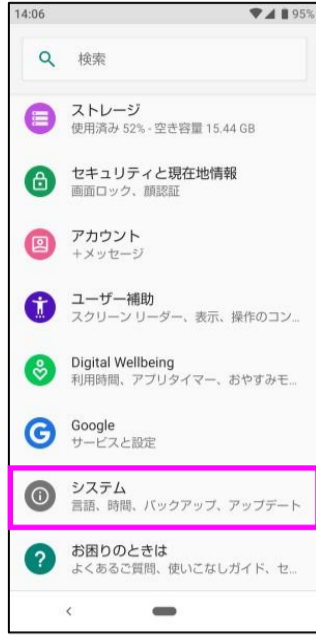 14:06
95%
検索
ストレージ
使用済み 52% - 空き容量 15.44 GB
セキュリティと現在地情報
画面ロック、顔認証
アカウント
+メッセージ
ユーザー補助
スクリーン リーダー、表示、操作のコン...
Digital Wellbeing
利用時間、アプリタイマー、おやすみモ...
Google
サービスと設定
システム
言語、時間、バックアップ、アップデート
お困りのときは
よくあるご質問、使いこなしガイド、セ...